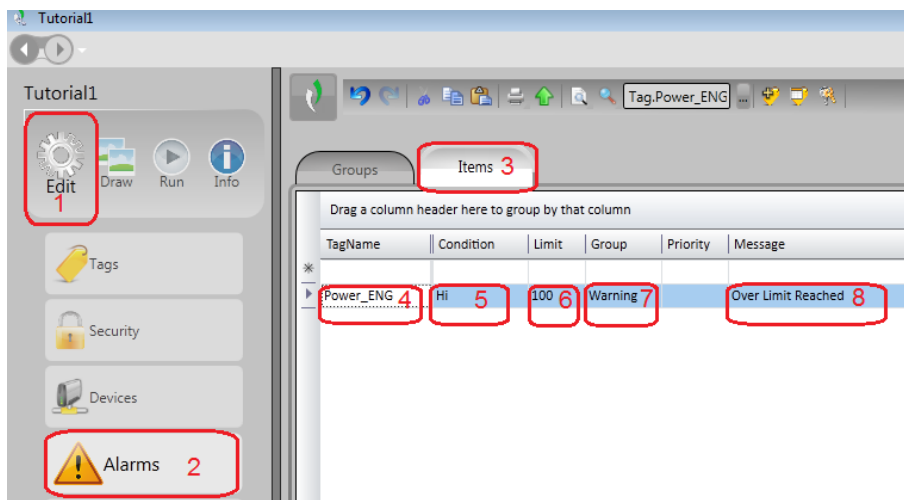 Tutorial1
Tutorial1
Edit Draw Run Info
1
Tags
Security
Devices
Alarms 2
Tag.Power_ENG ...
Groups Items 3
Drag a column header here to group by that column
TagName Condition Limit Group Priority Message
Power_ENG 4 Hi 5 100 6 Warning 7 Over Limit Reached 8